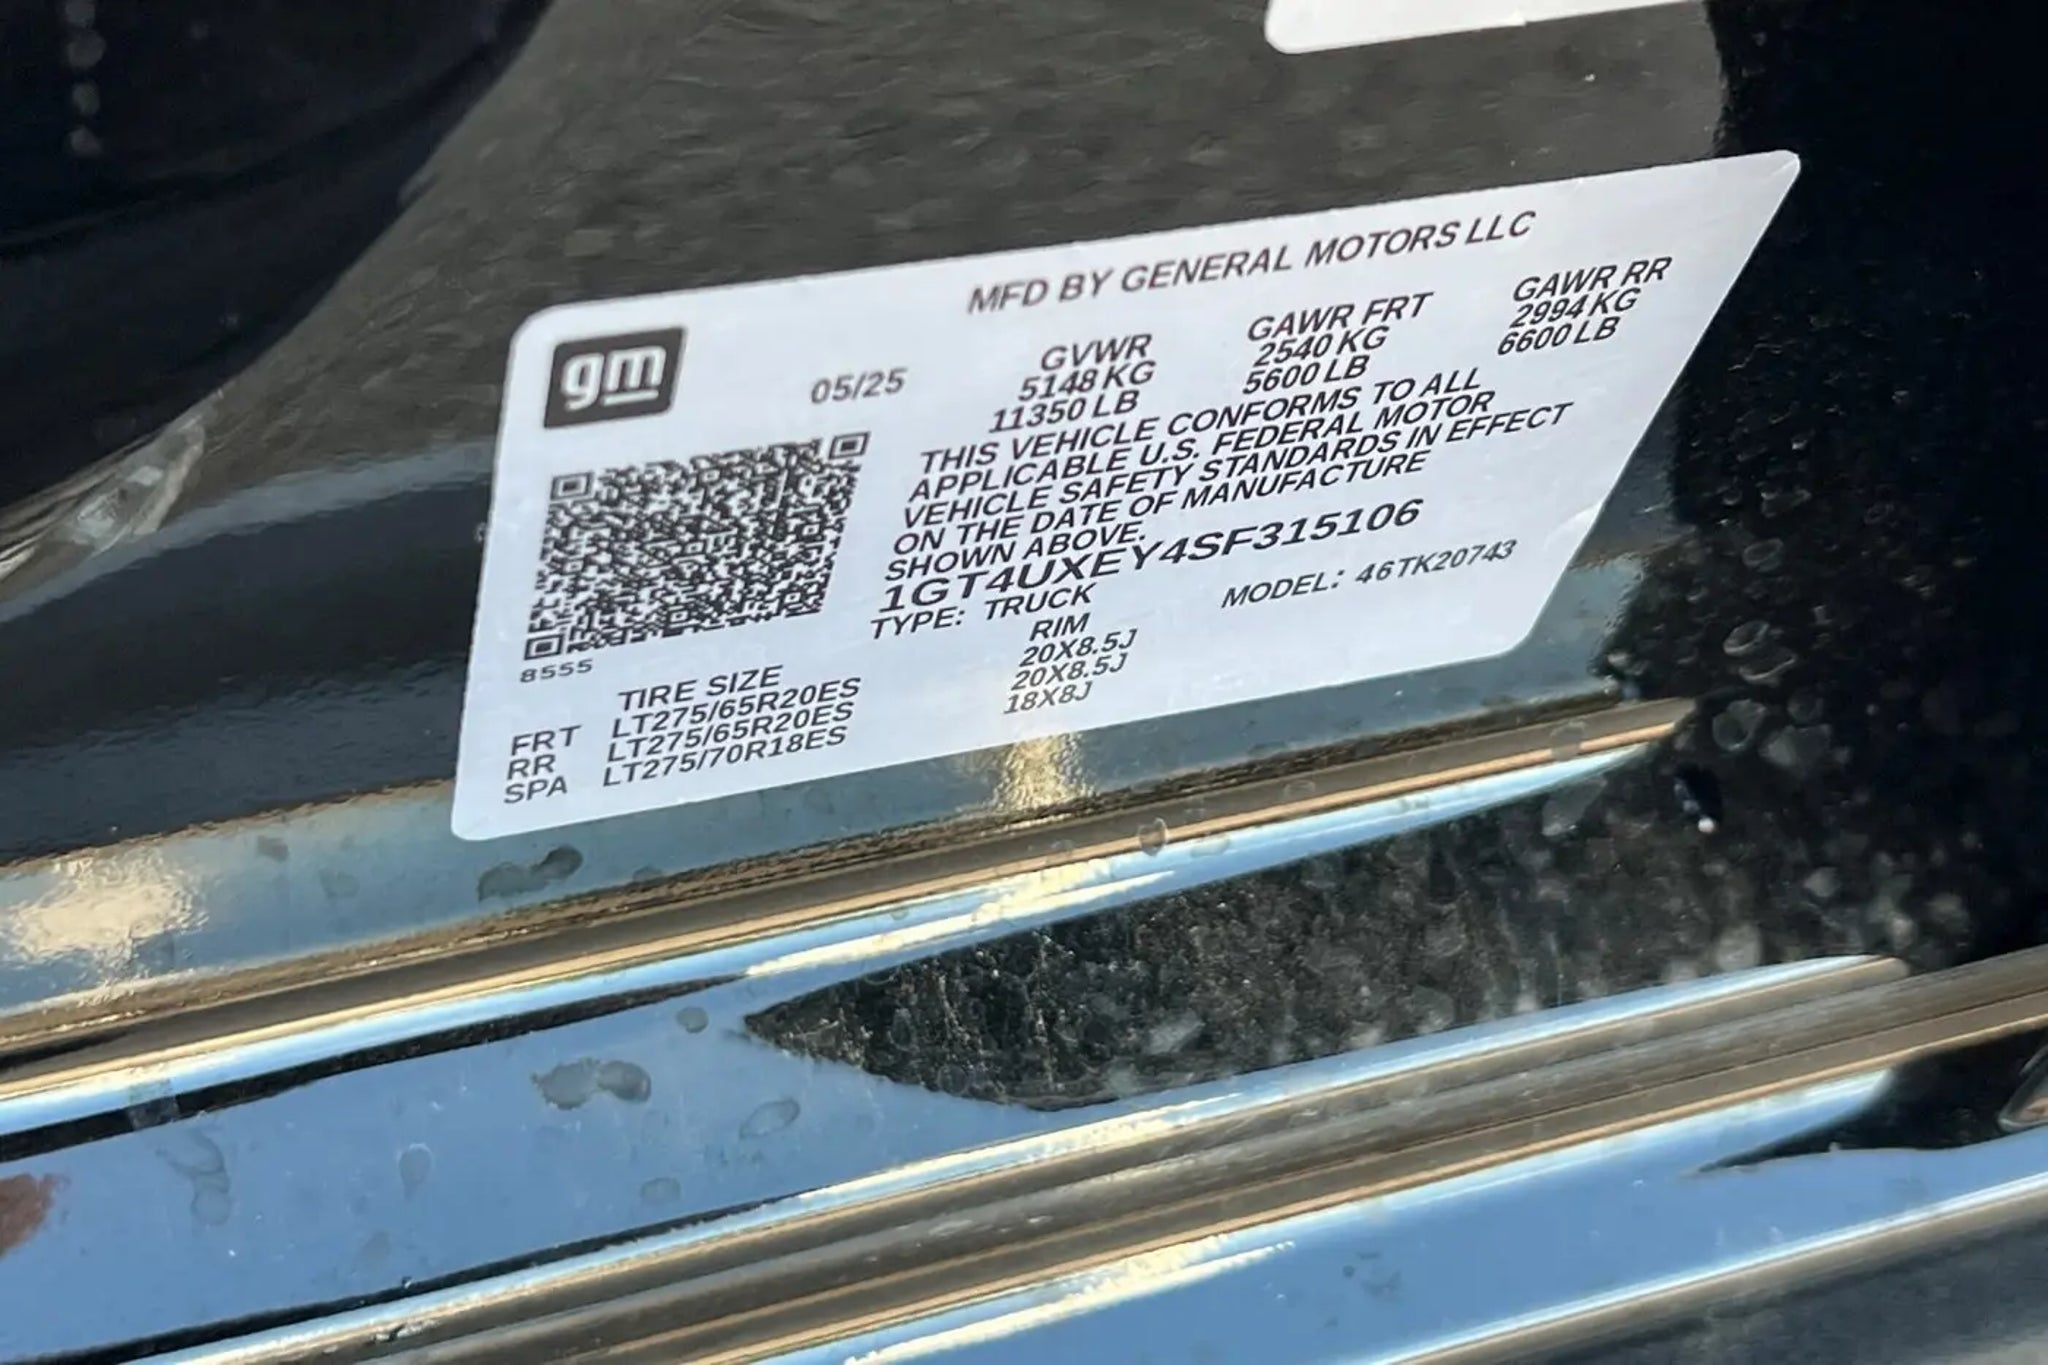 MFD BY GENERAL MOTORS LLC
gm
05/25
GVWR GAWR FRT GAWR RR
5148 KG 2540 KG 2994 KG
11350 LB 5600 LB 6600 LB
THIS VEHICLE CONFORMS TO ALL
APPLICABLE U.S. FEDERAL MOTOR
VEHICLE SAFETY STANDARDS IN EFFECT
ON THE DATE OF MANUFACTURE
SHOWN ABOVE.
1GT4UXEY4SF315106
TYPE: TRUCK MODEL: 46TK20743
8555
TIRE SIZE RIM
FRT LT275/65R20ES 20X8.5J
RR LT275/65R20ES 20X8.5J
SPA LT275/70R18ES 18X8J